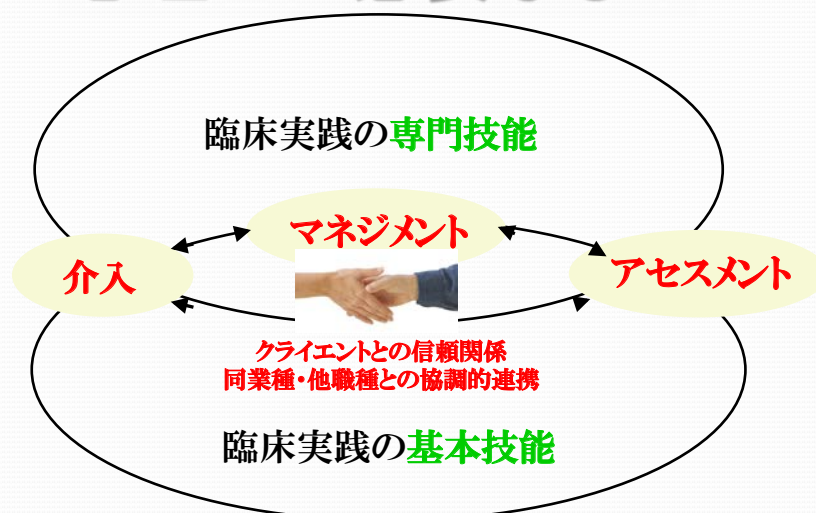 臨床実践の専門技能
マネジメント
介入
アセスメント
クライエントとの信頼関係
同業種・他職種との協調的連携
臨床実践の基本技能